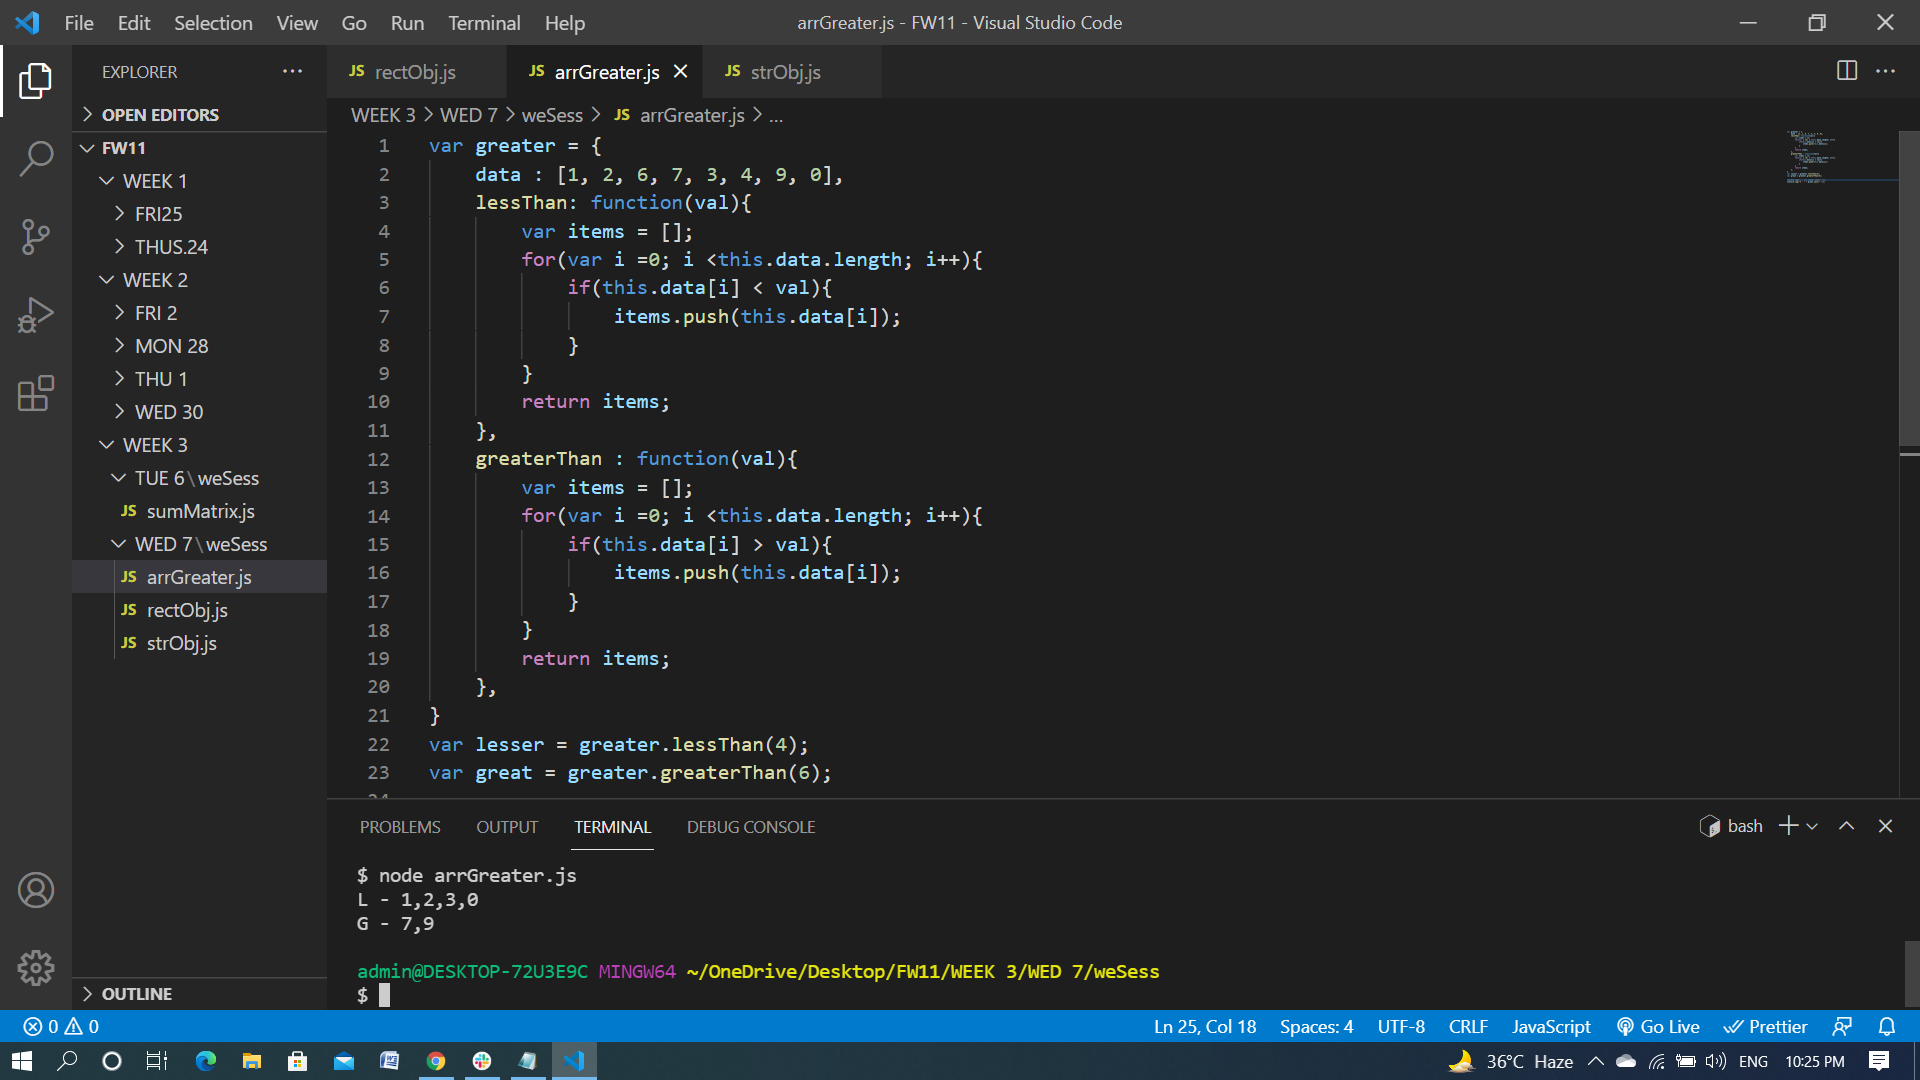 File Edit Selection View Go Run Terminal Help
arrGreater.js - FW11 - Visual Studio Code
EXPLORER
OPEN EDITORS
FW11
WEEK 1
FRI25
THUS.24
WEEK 2
FRI 2
MON 28
THU 1
WED 30
WEEK 3
TUE 6\weSess
JS sumMatrix.js
WED 7\weSess
JS arrGreater.js
JS rectObj.js
JS strObj.js
OUTLINE
JS rectObj.js JS arrGreater.js JS strObj.js
WEEK 3 > WED 7 > weSess > JS arrGreater.js > ...
1 var greater = {
2     data : [1, 2, 6, 7, 3, 4, 9, 0],
3     lessThan: function(val){
4         var items = [];
5         for(var i =0; i <this.data.length; i++){
6             if(this.data[i] < val){
7                 items.push(this.data[i]);
8             }
9         }
10         return items;
11     },
12     greaterThan : function(val){
13         var items = [];
14         for(var i =0; i <this.data.length; i++){
15             if(this.data[i] > val){
16                 items.push(this.data[i]);
17             }
18         }
19         return items;
20     },
21 }
22 var lesser = greater.lessThan(4);
23 var great = greater.greaterThan(6);
PROBLEMS OUTPUT TERMINAL DEBUG CONSOLE
bash
$ node arrGreater.js
L - 1,2,3,0
G - 7,9
admin@DESKTOP-72U3E9C MINGW64 ~/OneDrive/Desktop/FW11/WEEK 3/WED 7/weSess
$
0 0
Ln 25, Col 18 Spaces: 4 UTF-8 CRLF JavaScript Go Live Prettier
36°C Haze ENG 10:25 PM